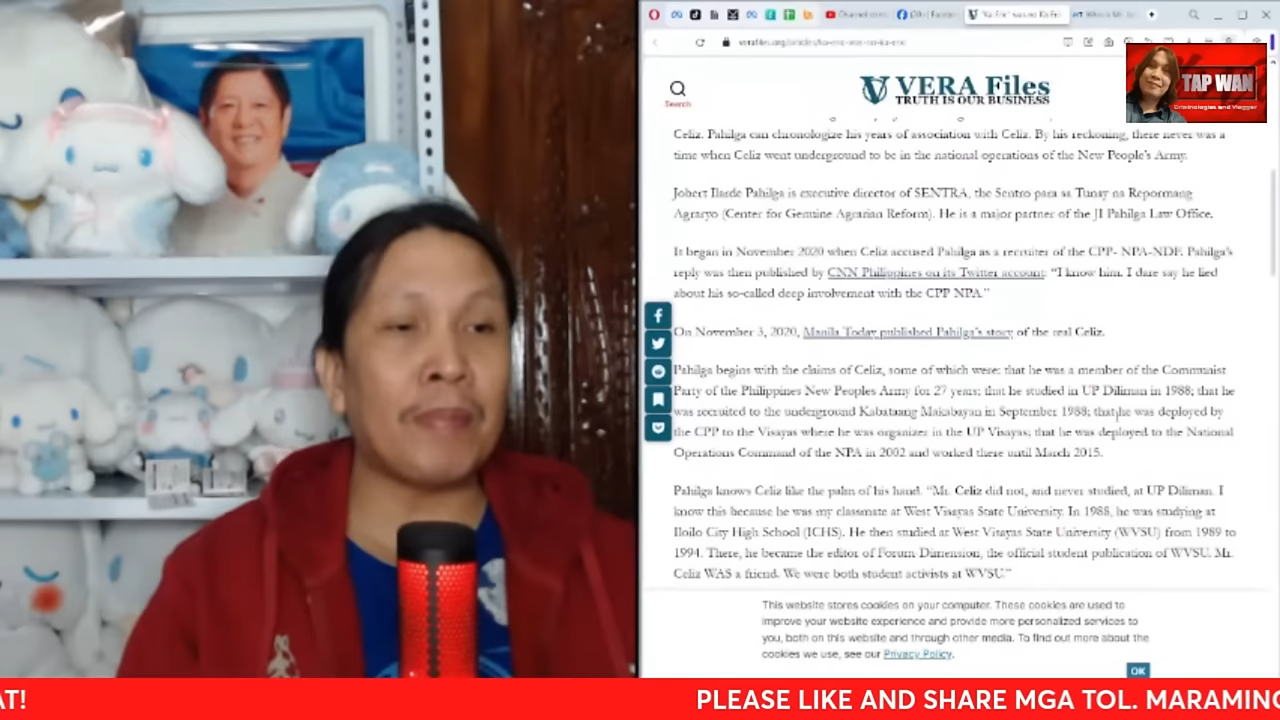 verafiles.org/articles/ka-eric-was-no-ka-eric
Search
VERA Files
TRUTH IS OUR BUSINESS
TAP WAN
Criminologist and Vlogger
Celiz. Pahilga can chronologize his years of association with Celiz. By his reckoning, there never was a
time when Celiz went underground to be in the national operations of the New People's Army.
Jobert Ilarde Pahilga is executive director of SENTRA, the Sentro para sa Tunay na Repormang
Agraryo (Center for Genuine Agrarian Reform). He is a major partner of the JI Pahilga Law Office.
It began in November 2020 when Celiz accused Pahilga as a recruiter of the CPP- NPA-NDF. Pahilga's
reply was then published by CNN Philippines on its Twitter account: “I know him. I dare say he lied
about his so-called deep involvement with the CPP NPA.”
On November 3, 2020, Manila Today published Pahilga's story of the real Celiz.
Pahilga begins with the claims of Celiz, some of which were: that he was a member of the Communist
Party of the Philippines New Peoples Army for 27 years; that he studied in UP Diliman in 1988; that he
was recruited to the underground Kabataang Makabayan in September 1988; that he was deployed by
the CPP to the Visayas where he was organizer in the UP Visayas; that he was deployed to the National
Operations Command of the NPA in 2002 and worked there until March 2015.
Pahilga knows Celiz like the palm of his hand. “Mr. Celiz did not, and never studied, at UP Diliman. I
know this because he was my classmate at West Visayas State University. In 1988, he was studying at
Iloilo City High School (ICHS). He then studied at West Visayas State University (WVSU) from 1989 to
1994. There, he became the editor of Forum-Dimension, the official student publication of WVSU. Mr.
Celiz WAS a friend. We were both student activists at WVSU.”
This website stores cookies on your computer. These cookies are used to
improve your website experience and provide more personalized services to
you, both on this website and through other media. To find out more about the
cookies we use, see our Privacy Policy.
OK
AT! PLEASE LIKE AND SHARE MGA TOL. MARAMING